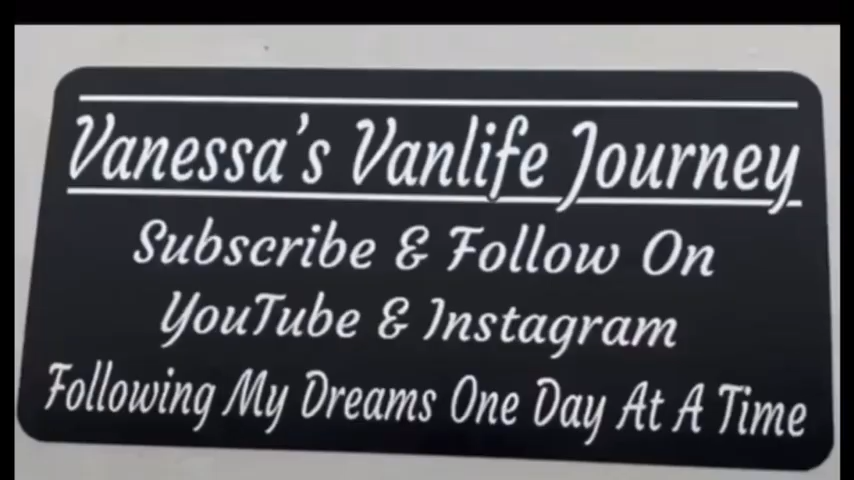 Vanessa's Vanlife Journey
Subscribe & Follow On
YouTube & Instagram
Following My Dreams One Day At A Time